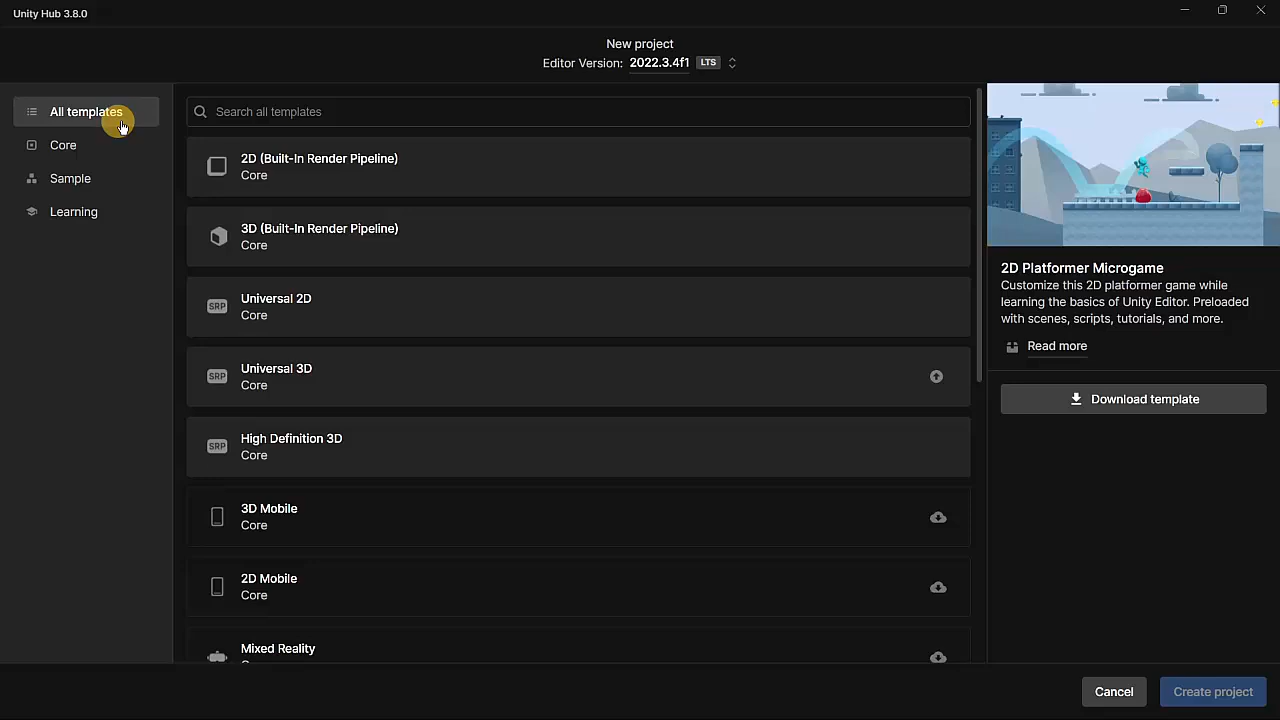 Unity Hub 3.8.0
New project
Editor Version: 2022.3.4f1 LTS
All templates
Core
Sample
Learning
Search all templates
2D (Built-In Render Pipeline)
Core
3D (Built-In Render Pipeline)
Core
SRP
Universal 2D
Core
SRP
Universal 3D
Core
SRP
High Definition 3D
Core
3D Mobile
Core
2D Mobile
Core
Mixed Reality
2D Platformer Microgame
Customize this 2D platformer game while
learning the basics of Unity Editor. Preloaded
with scenes, scripts, tutorials, and more.
Read more
Download template
Cancel
Create project